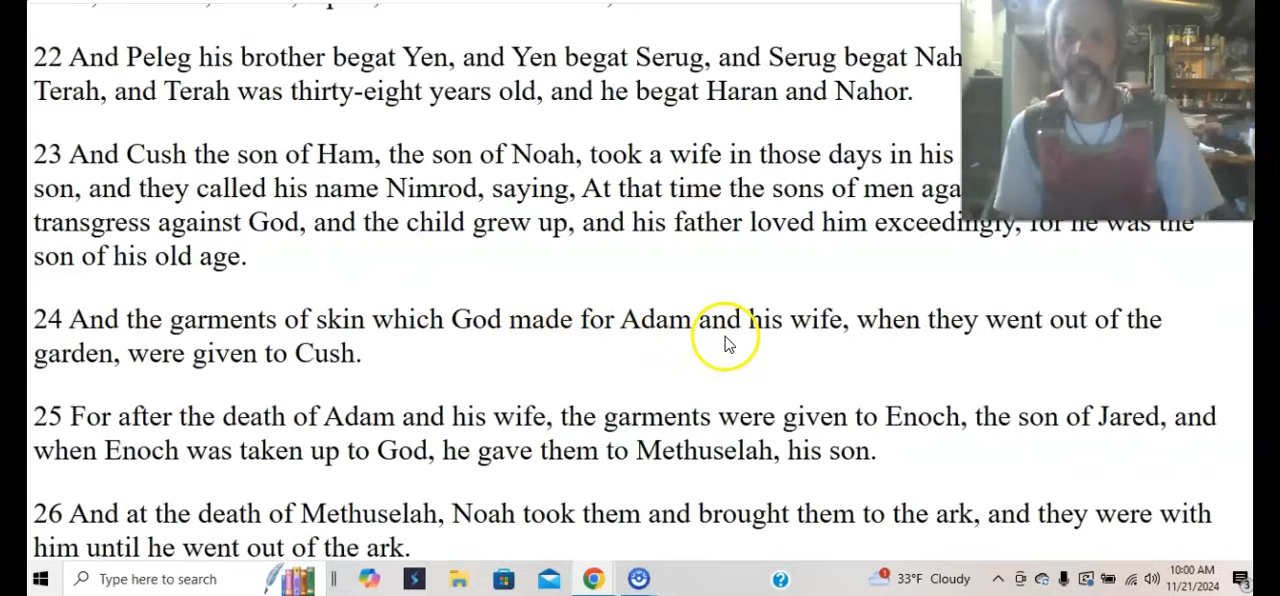 22 And Peleg his brother begat Yen, and Yen begat Serug, and Serug begat Nah
Terah, and Terah was thirty-eight years old, and he begat Haran and Nahor.
23 And Cush the son of Ham, the son of Noah, took a wife in those days in his
son, and they called his name Nimrod, saying, At that time the sons of men aga
transgress against God, and the child grew up, and his father loved him exceedingly, for he was the
son of his old age.
24 And the garments of skin which God made for Adam and his wife, when they went out of the
garden, were given to Cush.
25 For after the death of Adam and his wife, the garments were given to Enoch, the son of Jared, and
when Enoch was taken up to God, he gave them to Methuselah, his son.
26 And at the death of Methuselah, Noah took them and brought them to the ark, and they were with
him until he went out of the ark.
Type here to search
33°F Cloudy
10:00 AM
11/21/2024